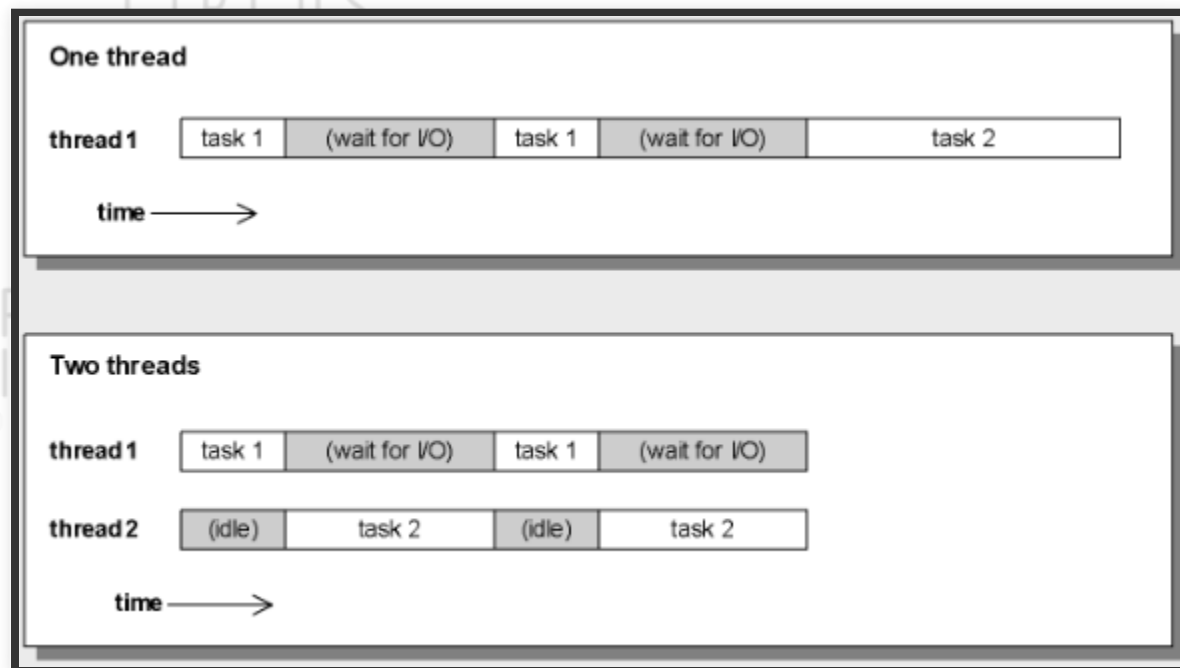 One thread
thread 1 task 1 (wait for I/O) task 1 (wait for I/O) task 2
time
Two threads
thread 1 task 1 (wait for I/O) task 1 (wait for I/O)
thread 2 (idle) task 2 (idle) task 2
time